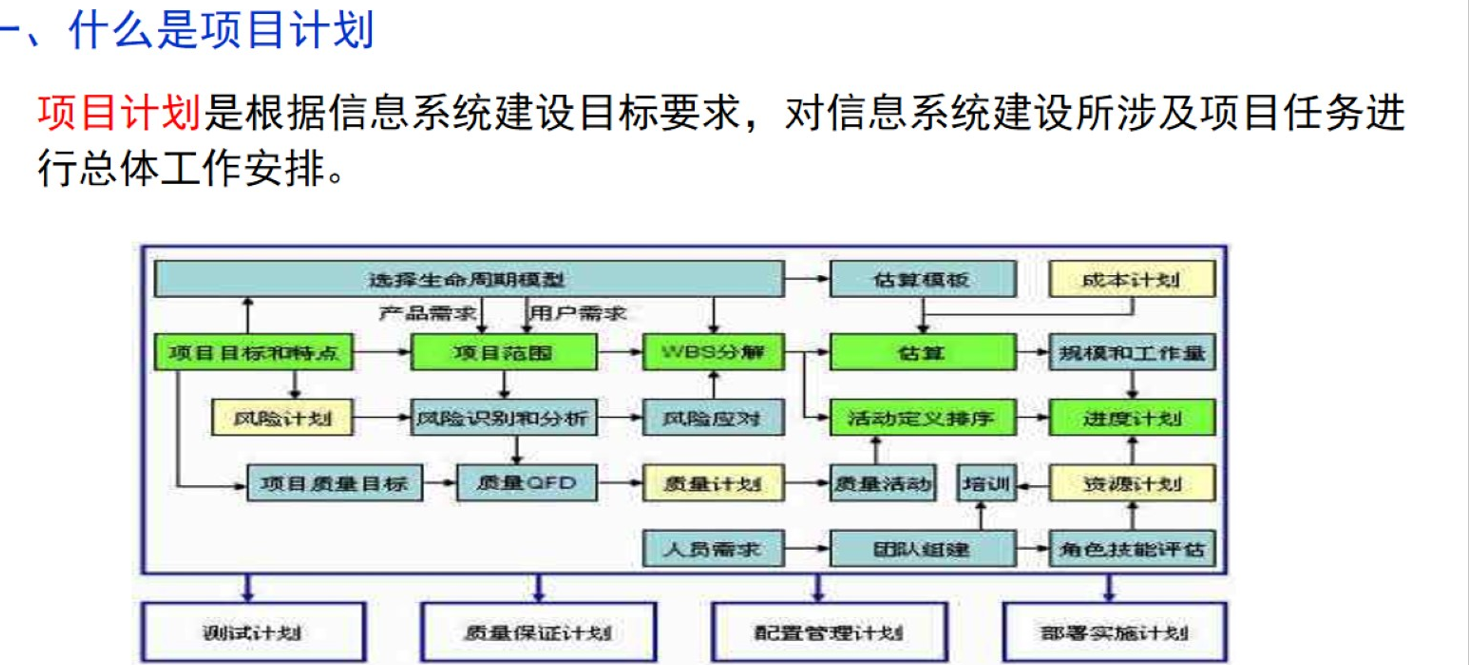 一、什么是项目计划
项目计划是根据信息系统建设目标要求，对信息系统建设所涉及项目任务进
行总体工作安排。
选择生命周期模型
估算模板
成本计划
产品需求
用户需求
项目目标和特点
项目范围
WBS分解
估算
规模和工作量
风险计划
风险识别和分析
风险应对
活动定义排序
进度计划
项目质量目标
质量QFD
质量计划
质量活动
培训
资源计划
人员需求
团队组建
角色技能评估
测试计划
质量保证计划
配置管理计划
部署实施计划